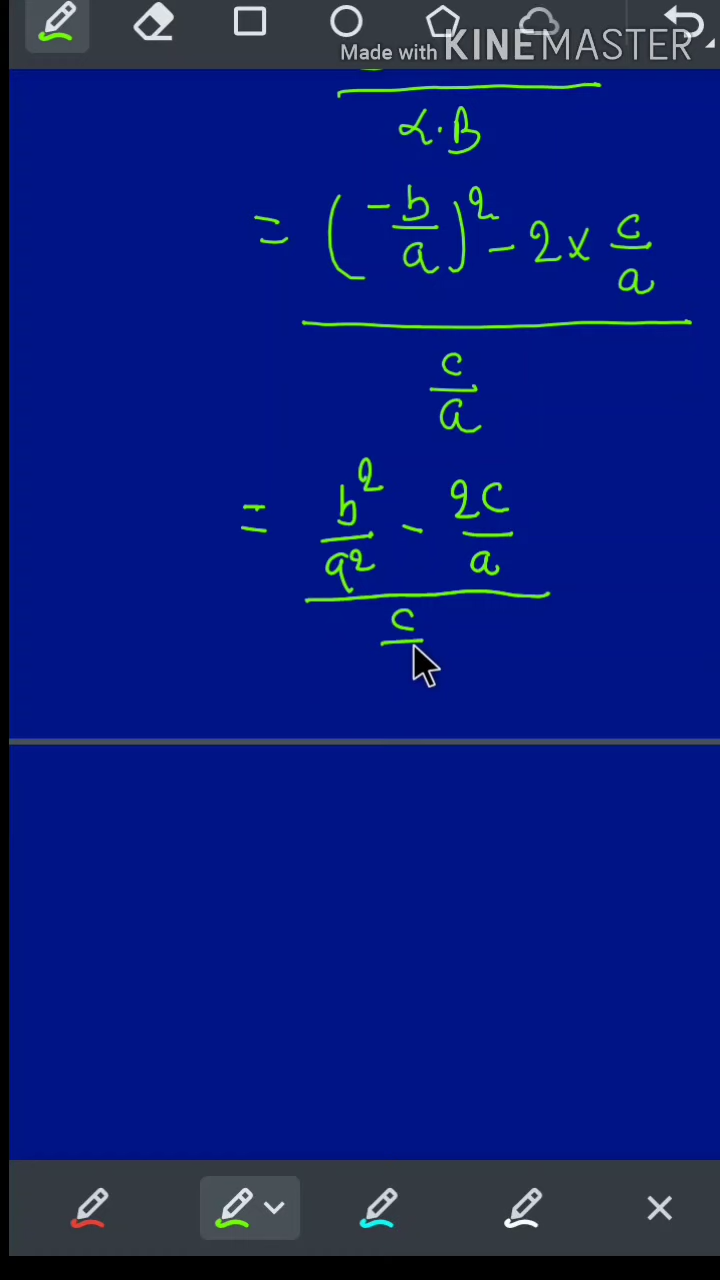 Made with KINEMASTER
α·B
= (-b/a)² - 2 × c/a
c/a
= b²/a² - 2c/a
c